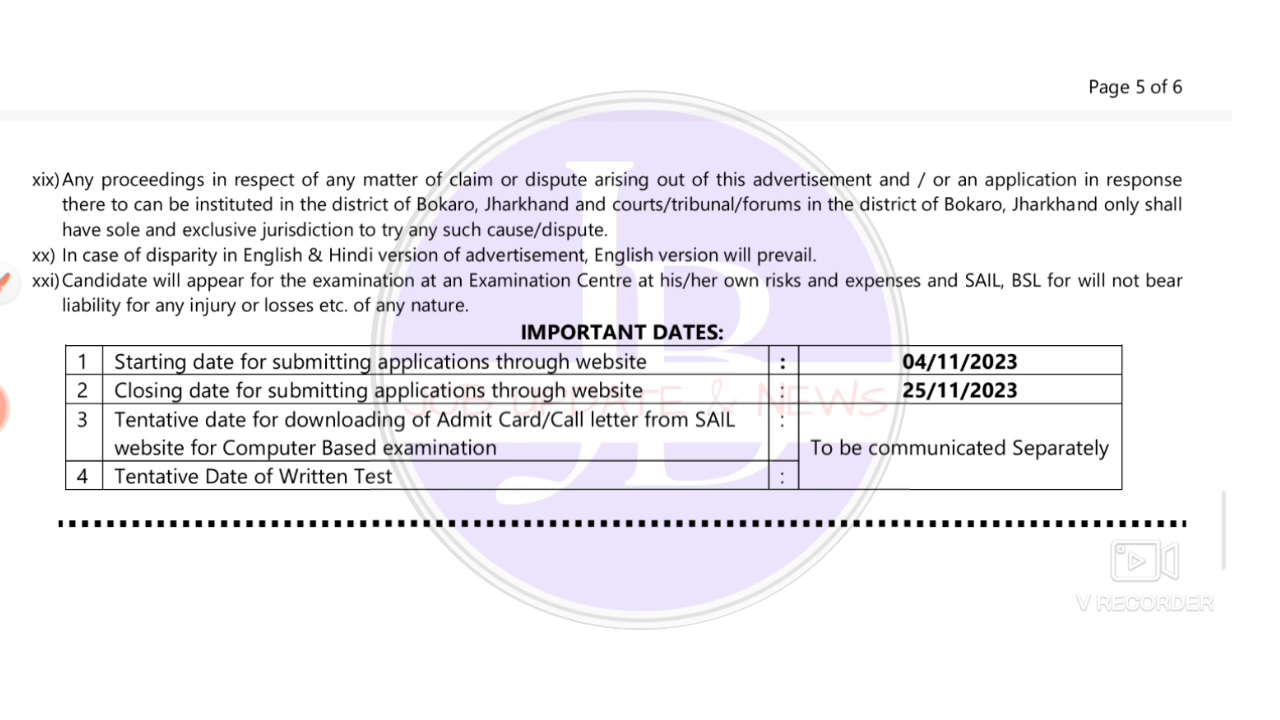 Page 5 of 6
xix) Any proceedings in respect of any matter of claim or dispute arising out of this advertisement and / or an application in response
there to can be instituted in the district of Bokaro, Jharkhand and courts/tribunal/forums in the district of Bokaro, Jharkhand only shall
have sole and exclusive jurisdiction to try any such cause/dispute.
xx) In case of disparity in English & Hindi version of advertisement, English version will prevail.
xxi) Candidate will appear for the examination at an Examination Centre at his/her own risks and expenses and SAIL, BSL for will not bear
liability for any injury or losses etc. of any nature.
IMPORTANT DATES:
1 Starting date for submitting applications through website : 04/11/2023
2 Closing date for submitting applications through website : 25/11/2023
3 Tentative date for downloading of Admit Card/Call letter from SAIL :
website for Computer Based examination To be communicated Separately
4 Tentative Date of Written Test :
JB
JOB UPDATE & NEWS
V RECORDER